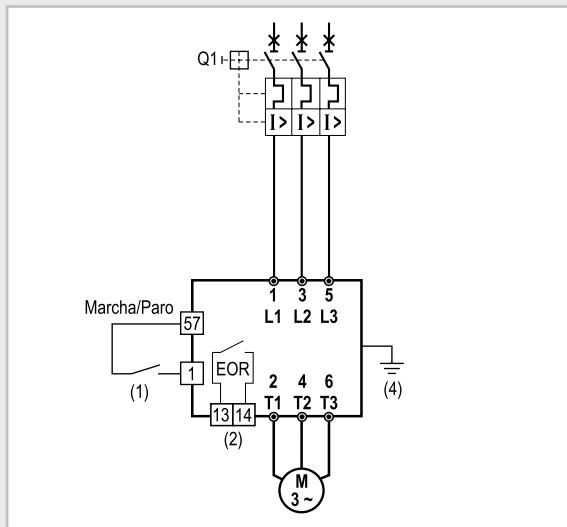 Q1
I> I> I>
1 3 5
L1 L2 L3
Marcha/Paro
57
1
(1)
EOR
13 14
(2)
2 4 6
T1 T2 T3
(4)
M
3 ~